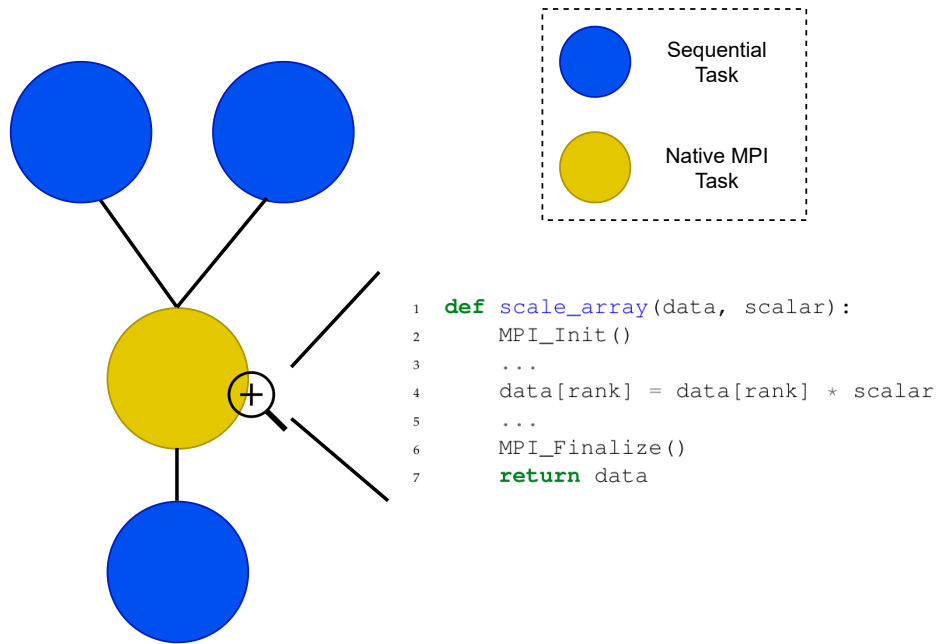 Sequential
Task
Native MPI
Task
1 def scale_array(data, scalar):
2 MPI_Init()
3 ...
4 data[rank] = data[rank] * scalar
5 ...
6 MPI_Finalize()
7 return data